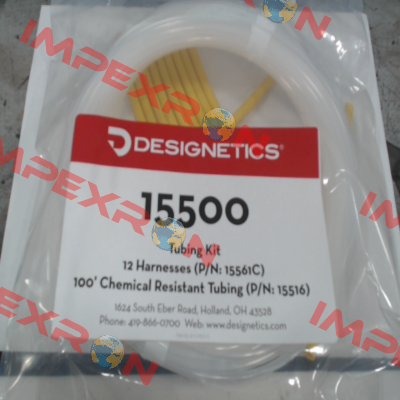 DESIGNETICS®
15500
Tubing Kit
12 Harnesses (P/N: 15561C)
100' Chemical Resistant Tubing (P/N: 15516)
1624 South Eber Road, Holland, OH 43528
Phone: 419-866-0700 Web: www.designetics.com
IMPEXRON
IMPEXRON
IMPEXRON